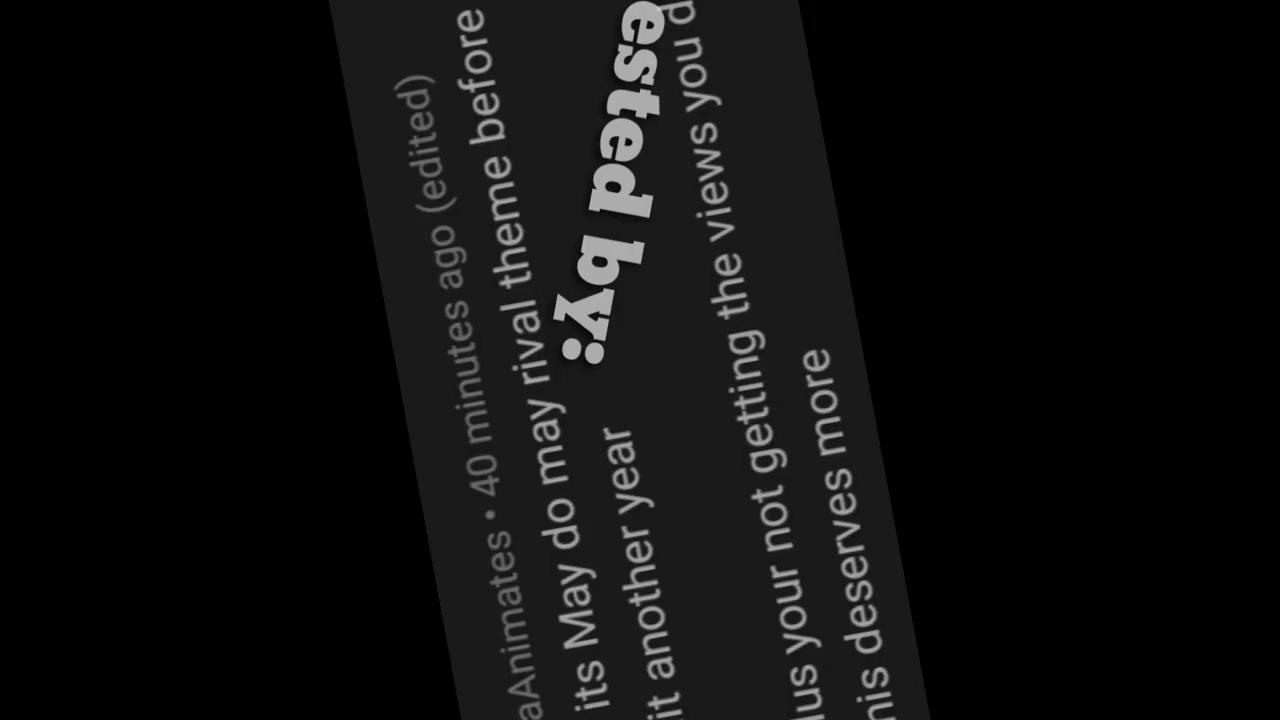 aAnimates • 40 minutes ago (edited)
its May do may rival theme before
it another year
ested by:
lus your not getting the views you d
his deserves more